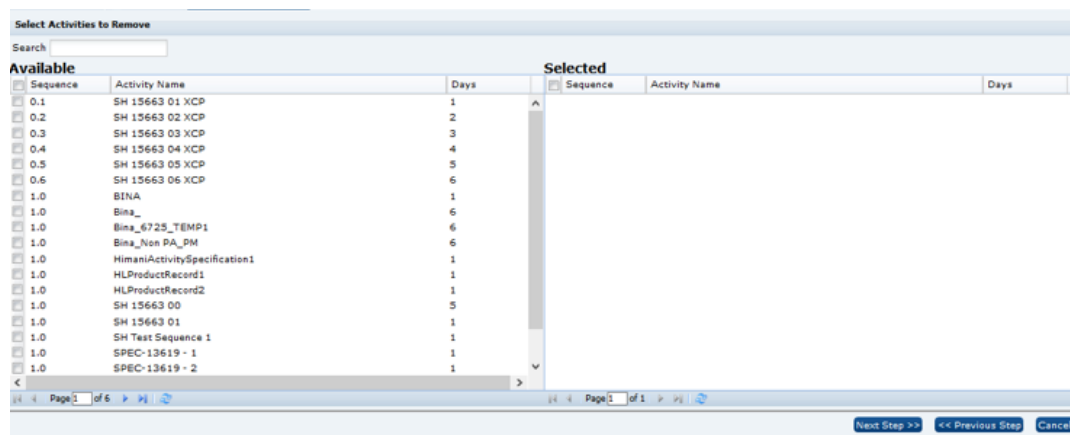 Select Activities to Remove
Search
Available
Selected
Sequence Activity Name Days
Sequence Activity Name Days
0.1 SH 15663 01 XCP 1
0.2 SH 15663 02 XCP 2
0.3 SH 15663 03 XCP 3
0.4 SH 15663 04 XCP 4
0.5 SH 15663 05 XCP 5
0.6 SH 15663 06 XCP 6
1.0 BINA 1
1.0 Bina_ 6
1.0 Bina_6725_TEMP1 6
1.0 Bina_Non PA_PM 6
1.0 HimaniActivitySpecification1 1
1.0 HLProductRecord1 1
1.0 HLProductRecord2 1
1.0 SH 15663 00 5
1.0 SH 15663 01 1
1.0 SH Test Sequence 1 1
1.0 SPEC-13619 - 1 1
1.0 SPEC-13619 - 2 1
Page 1 of 6
Page 1 of 1
Next Step >> << Previous Step Cancel